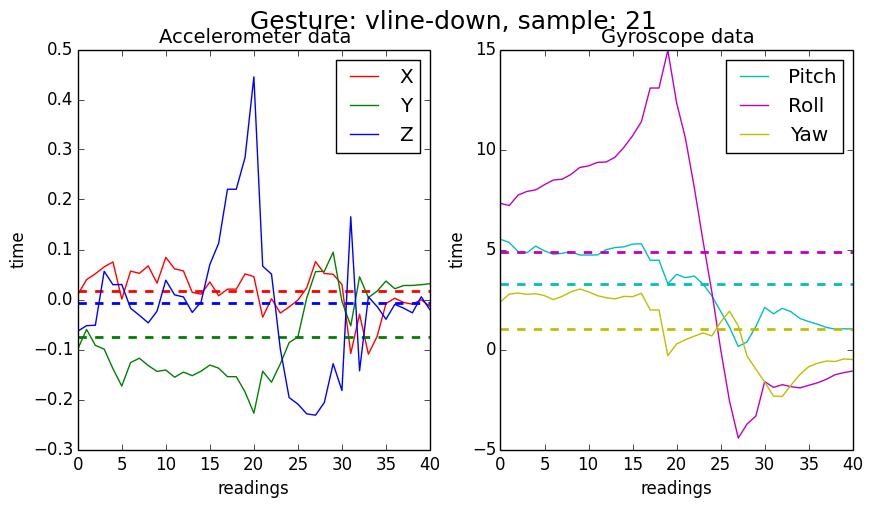 Gesture: vline-down, sample: 21
Accelerometer data
0.5
0.4
0.3
0.2
0.1
0.0
−0.1
−0.2
−0.3
time
0 5 10 15 20 25 30 35 40
readings
X
Y
Z
Gyroscope data
15
10
5
0
−5
time
0 5 10 15 20 25 30 35 40
readings
Pitch
Roll
Yaw